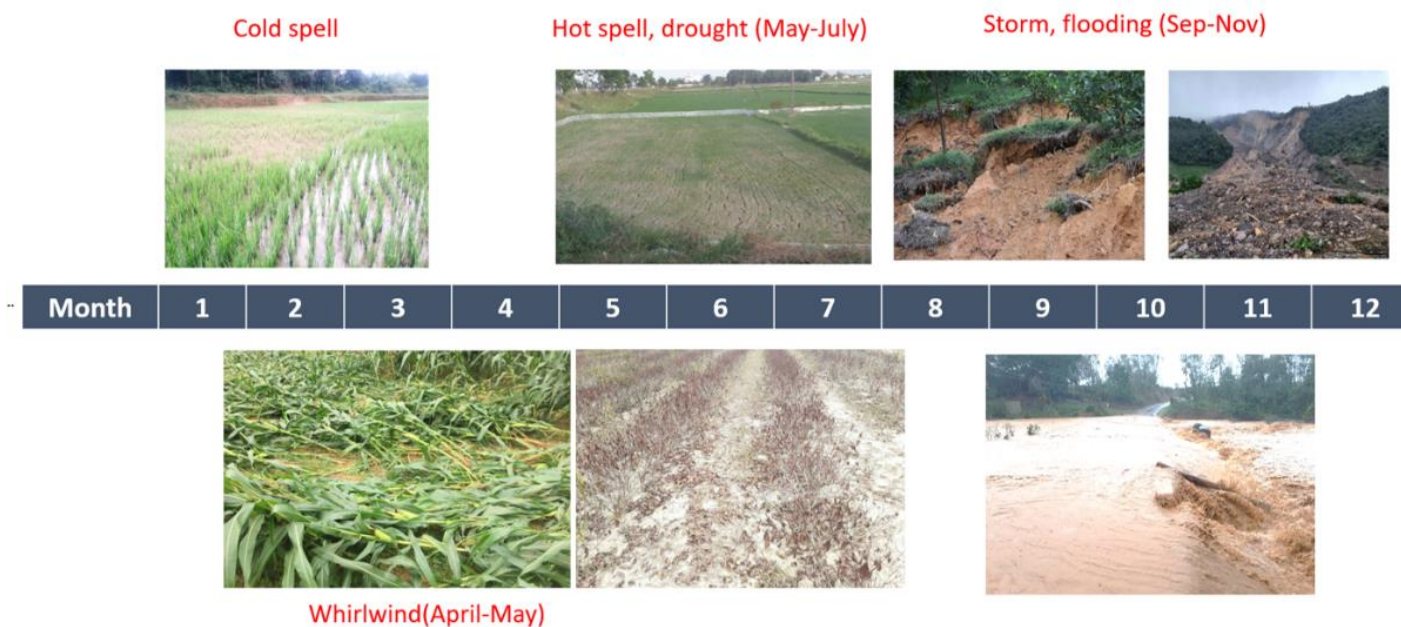 Cold spell
Hot spell, drought (May-July)
Storm, flooding (Sep-Nov)
Month 1 2 3 4 5 6 7 8 9 10 11 12
Whirlwind(April-May)